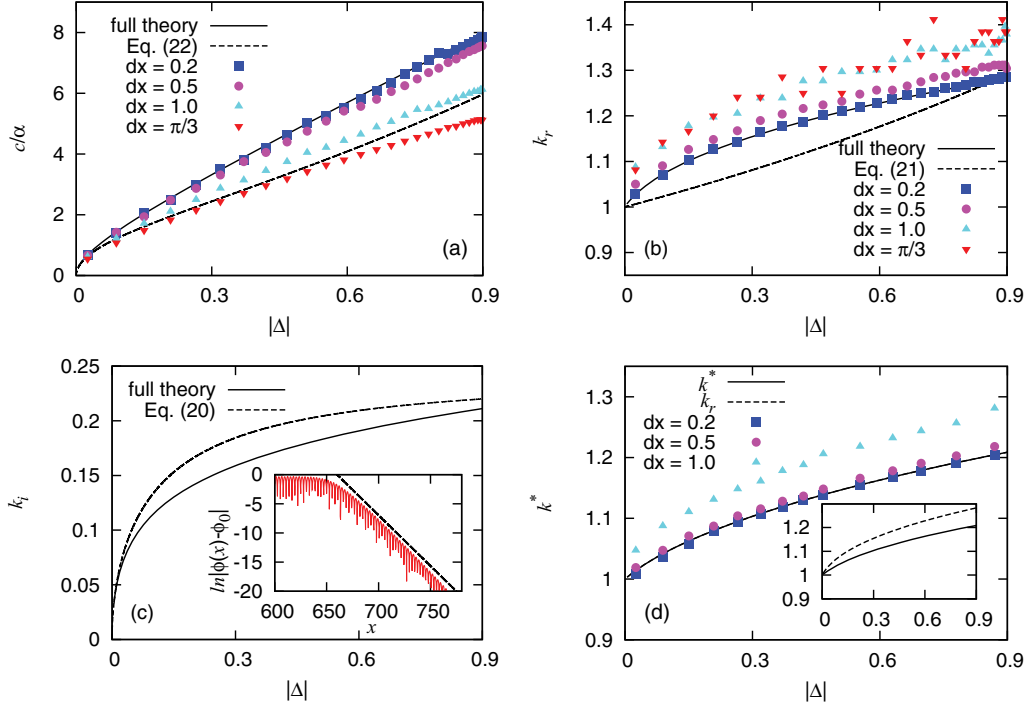 full theory
Eq. (22)
dx = 0.2
dx = 0.5
dx = 1.0
dx = π/3
8
6
4
2
0
c/α
0 0.3 0.6 0.9
|Δ|
(a)
1.4
1.3
1.2
1.1
1
0.9
k_r
full theory
Eq. (21)
dx = 0.2
dx = 0.5
dx = 1.0
dx = π/3
(b)
0 0.3 0.6 0.9
|Δ|
0.25
0.2
0.15
0.1
0.05
0
k_i
full theory
Eq. (20)
0
-5
-10
-15
-20
ln|ϕ(x)-ϕ₀|
600 650 700 750
x
(c)
0 0.3 0.6 0.9
|Δ|
1.3
1.2
1.1
1
0.9
k*
k*
k_r
dx = 0.2
dx = 0.5
dx = 1.0
1.2
1.1
1
0.9
0 0.3 0.6 0.9
(d)
0 0.3 0.6 0.9
|Δ|